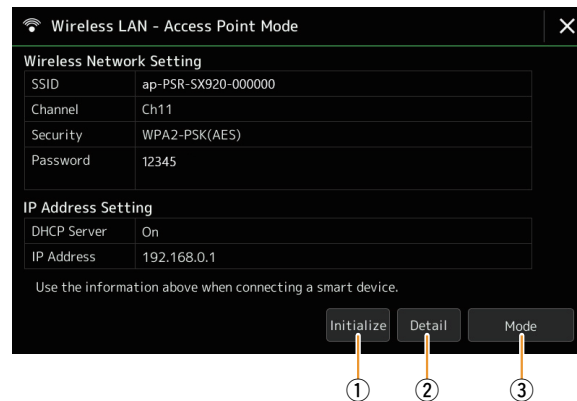 Wireless LAN - Access Point Mode
Wireless Network Setting
SSID ap-PSR-SX920-000000
Channel Ch11
Security WPA2-PSK(AES)
Password 12345
IP Address Setting
DHCP Server On
IP Address 192.168.0.1
Use the information above when connecting a smart device.
Initialize Detail Mode
① ② ③